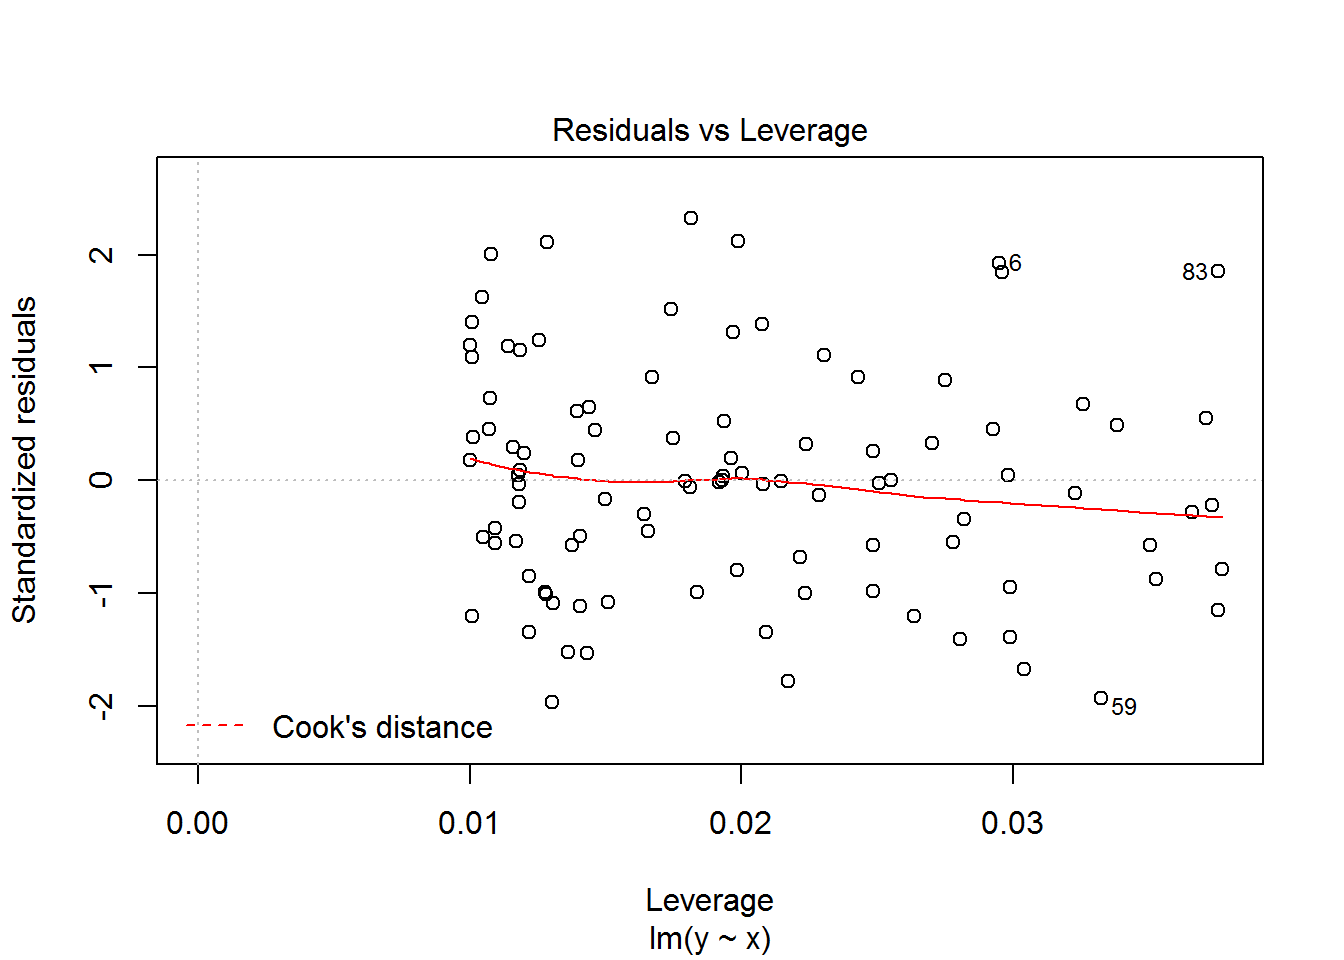 Residuals vs Leverage
Standardized residuals
2
1
0
-1
-2
6
83
59
Cook's distance
0.00 0.01 0.02 0.03
Leverage
lm(y ~ x)